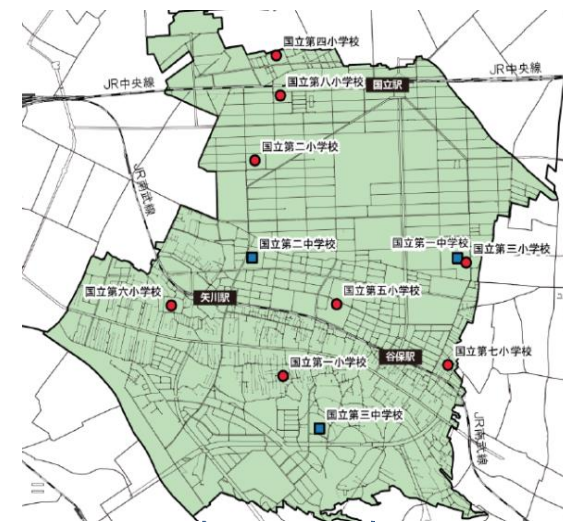 国立第四小学校
JR中央線
国立駅
JR中央線
国立第八小学校
国立第二小学校
JR南武線
国立第二中学校
国立第一中学校
国立第三小学校
国立第六小学校
矢川駅
国立第五小学校
谷保駅
国立第七小学校
国立第一小学校
国立第三中学校
JR南武線